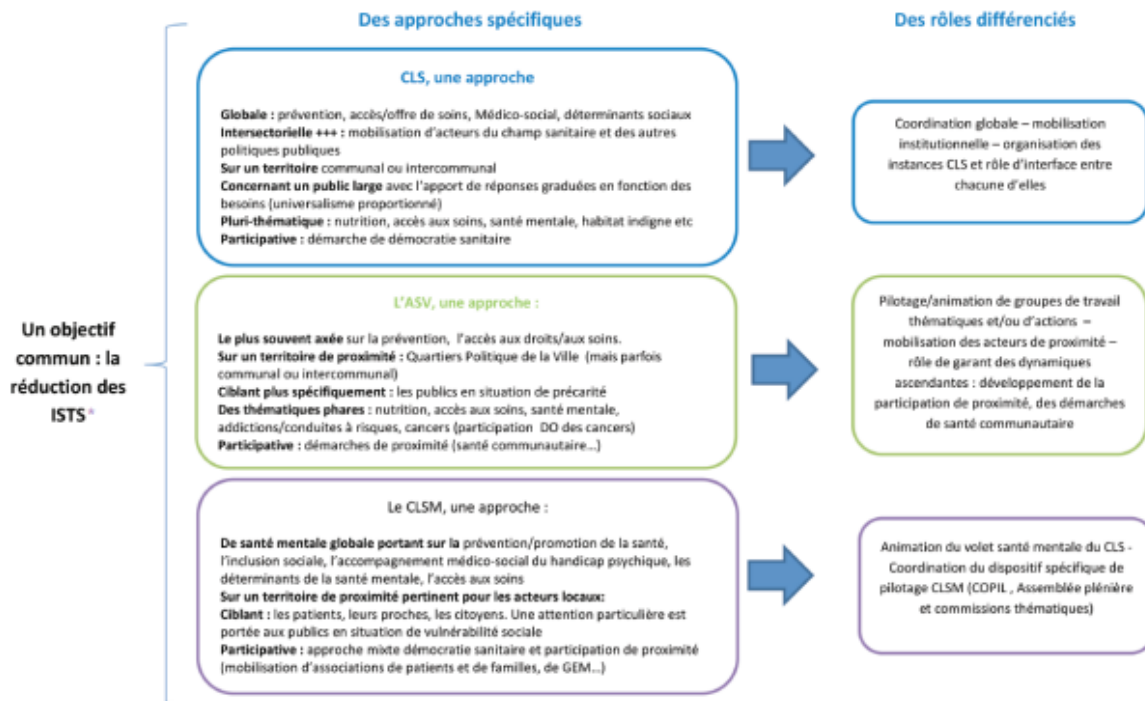 Des approches spécifiques
Des rôles différenciés
Un objectif
commun : la
réduction des
ISTS*
CLS, une approche
Globale : prévention, accès/offre de soins, Médico-social, déterminants sociaux
Intersectorielle +++ : mobilisation d'acteurs du champ sanitaire et des autres
politiques publiques
Sur un territoire communal ou intercommunal
Concernant un public large avec l'apport de réponses graduées en fonction des
besoins (universalisme proportionné)
Pluri-thématique : nutrition, accès aux soins, santé mentale, habitat indigne etc
Participative : démarche de démocratie sanitaire
Coordination globale – mobilisation
institutionnelle – organisation des
instances CLS et rôle d'interface entre
chacune d'elles
L'ASV, une approche :
Le plus souvent axée sur la prévention, l'accès aux droits/aux soins.
Sur un territoire de proximité : Quartiers Politique de la Ville (mais parfois
communal ou intercommunal)
Ciblant plus spécifiquement : les publics en situation de précarité
Des thématiques phares : nutrition, accès aux soins, santé mentale,
addictions/conduites à risques, cancers (participation DO des cancers)
Participative : démarches de proximité (santé communautaire...)
Pilotage/animation de groupes de travail
thématiques et/ou d'actions –
mobilisation des acteurs de proximité –
rôle de garant des dynamiques
ascendantes : développement de la
participation de proximité, des démarches
de santé communautaire
Le CLSM, une approche :
De santé mentale globale portant sur la prévention/promotion de la santé,
l'inclusion sociale, l'accompagnement médico-social du handicap psychique, les
déterminants de la santé mentale, l'accès aux soins
Sur un territoire de proximité pertinent pour les acteurs locaux:
Ciblant : les patients, leurs proches, les citoyens. Une attention particulière est
portée aux publics en situation de vulnérabilité sociale
Participative : approche mixte démocratie sanitaire et participation de proximité
(mobilisation d'associations de patients et de familles, de GEM...)
Animation du volet santé mentale du CLS -
Coordination du dispositif spécifique de
pilotage CLSM (COPIL , Assemblée plénière
et commissions thématiques)